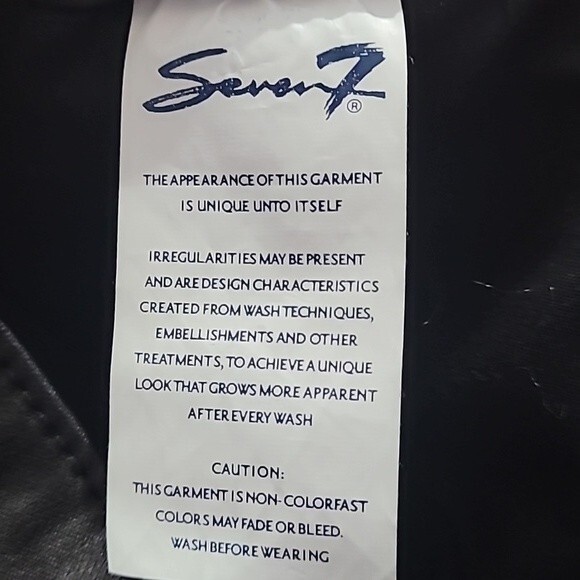 Seven7
®
THE APPEARANCE OF THIS GARMENT
IS UNIQUE UNTO ITSELF
IRREGULARITIES MAY BE PRESENT
AND ARE DESIGN CHARACTERISTICS
CREATED FROM WASH TECHNIQUES,
EMBELLISHMENTS AND OTHER
TREATMENTS, TO ACHIEVE A UNIQUE
LOOK THAT GROWS MORE APPARENT
AFTER EVERY WASH
CAUTION:
THIS GARMENT IS NON-COLORFAST
COLORS MAY FADE OR BLEED.
WASH BEFORE WEARING